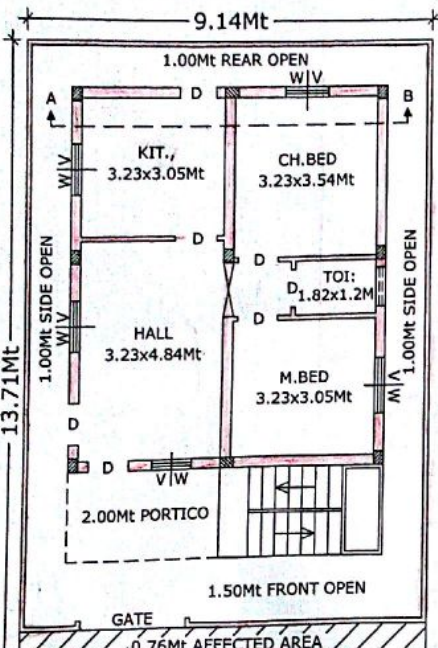 9.14Mt
1.00Mt REAR OPEN
W V
A
D
B
KIT.,
3.23x3.05Mt
CH.BED
3.23x3.54Mt
W V
D
D
TOI:
1.82x1.2M
D
D
1.00Mt SIDE OPEN
1.00Mt SIDE OPEN
13.71Mt
W V
HALL
3.23x4.84Mt
M.BED
3.23x3.05Mt
V W
D
D
V W
2.00Mt PORTICO
1.50Mt FRONT OPEN
GATE
0.76Mt AFFECTED AREA